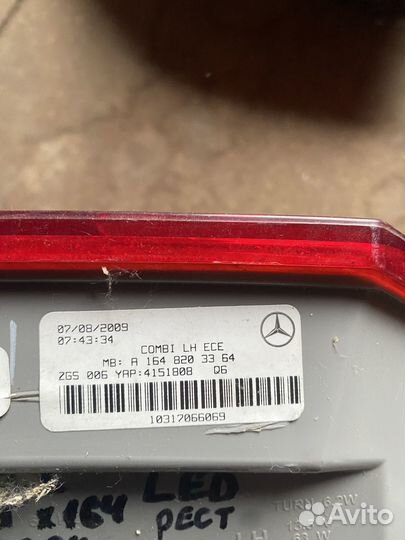 07/08/2009
07:43:34
COMBI LH ECE
MB: A 164 820 33 64
ZGS 006 YAP:4151808 Q6
10317066069
x164 LED
рест
TURN 6.2W
LH
Avito